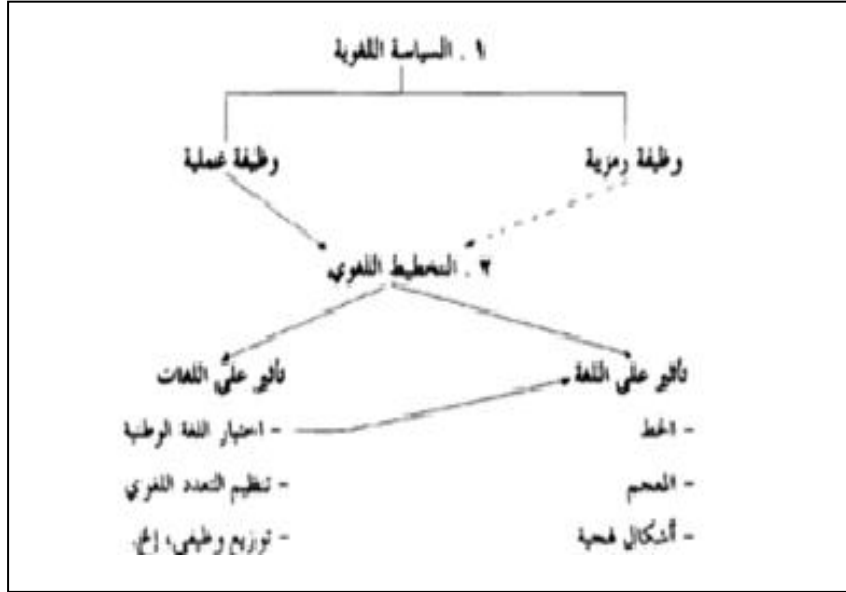 ١ . السياسة اللغوية
وظيفة رمزية
وظيفة عملية
٢ . التخطيط اللغوي
تأثير على اللغة
تأثير على اللغات
- الخط
- اختيار اللغة الوطنية
- المعجم
- تنظيم التعدد اللغوي
- أشكال لهجية
- توزيع وظيفي، إلخ.